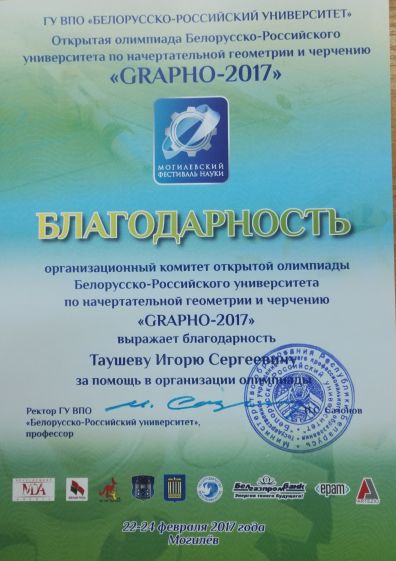 ГУ ВПО «БЕЛОРУССКО-РОССИЙСКИЙ УНИВЕРСИТЕТ»
Открытая олимпиада Белорусско-Российского
университета по начертательной геометрии и черчению
«GRAPHO-2017»
МОГИЛЕВСКИЙ
ФЕСТИВАЛЬ НАУКИ
БЛАГОДАРНОСТЬ
организационный комитет открытой олимпиады
Белорусско-Российского университета
по начертательной геометрии и черчению
«GRAPHO-2017»
выражает благодарность
Таушеву Игорю Сергеевичу
за помощь в организации олимпиады
Ректор ГУ ВПО
«Белорусско-Российский университет»,
профессор
И.С. Сазонов
Белгазпромбанк
Энергия твоего будущего!
<epam>
22-24 февраля 2017 года
Могилёв